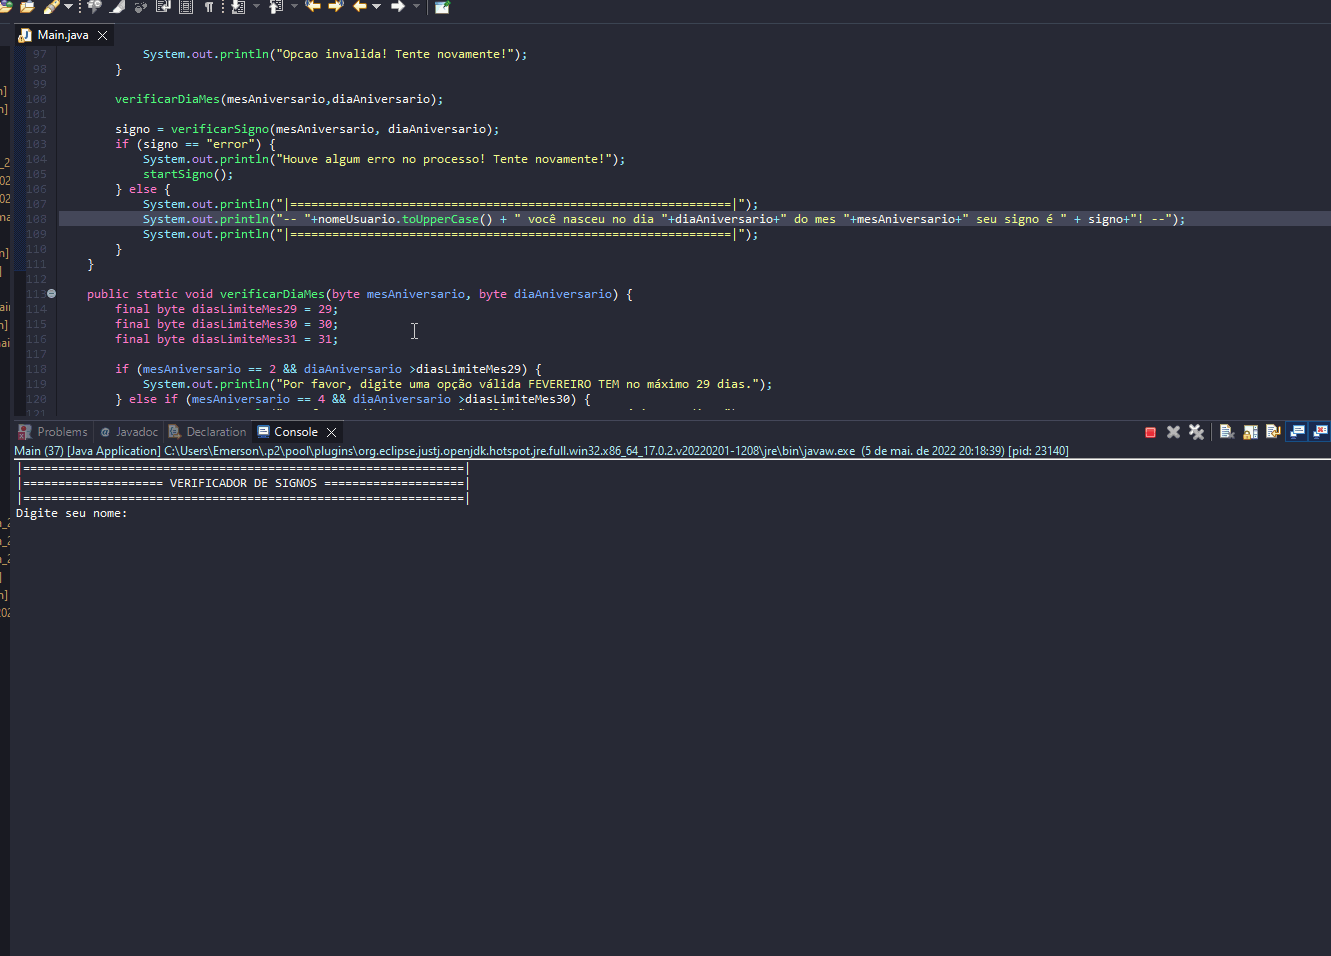 Main.java
97 System.out.println("Opcao invalida! Tente novamente!");
98 }
99
100 verificarDiaMes(mesAniversario,diaAniversario);
101
102 signo = verificarSigno(mesAniversario, diaAniversario);
103 if (signo == "error") {
104 System.out.println("Houve algum erro no processo! Tente novamente!");
105 startSigno();
106 } else {
107 System.out.println("|===============================================================|");
108 System.out.println("-- "+nomeUsuario.toUpperCase() + " você nasceu no dia "+diaAniversario+" do mes "+mesAniversario+" seu signo é " + signo+"! --");
109 System.out.println("|===============================================================|");
110 }
111 }
112
113 public static void verificarDiaMes(byte mesAniversario, byte diaAniversario) {
114 final byte diasLimiteMes29 = 29;
115 final byte diasLimiteMes30 = 30;
116 final byte diasLimiteMes31 = 31;
117
118 if (mesAniversario == 2 && diaAniversario >diasLimiteMes29) {
119 System.out.println("Por favor, digite uma opção válida FEVEREIRO TEM no máximo 29 dias.");
120 } else if (mesAniversario == 4 && diaAniversario >diasLimiteMes30) {
121
Problems @ Javadoc Declaration Console
Main (37) [Java Application] C:\Users\Emerson\.p2\pool\plugins\org.eclipse.justj.openjdk.hotspot.jre.full.win32.x86_64_17.0.2.v20220201-1208\jre\bin\javaw.exe (5 de mai. de 2022 20:18:39) [pid: 23140]
|===============================================================|
|==================== VERIFICADOR DE SIGNOS ====================|
|===============================================================|
Digite seu nome: